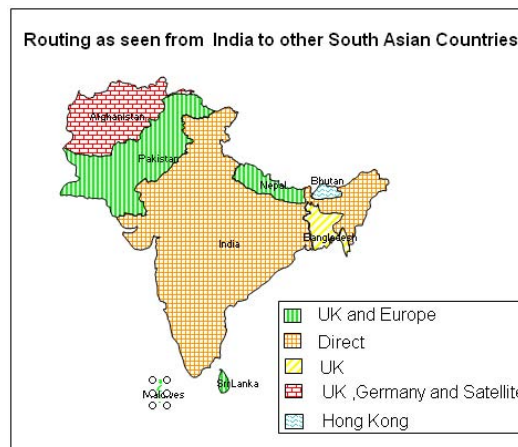 Routing as seen from India to other South Asian Countries
Afghanistan
Pakistan
Nepal
Bhutan
India
Bangladesh
Maldives
Sri Lanka
UK and Europe
Direct
UK
UK ,Germany and Satellite
Hong Kong